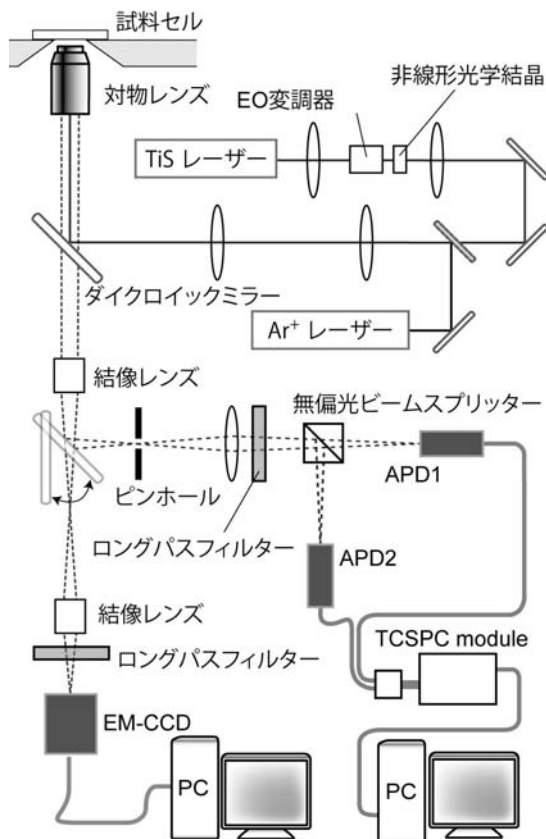 試料セル
対物レンズ
非線形光学結晶
EO変調器
TiS レーザー
ダイクロイックミラー
Ar+ レーザー
結像レンズ
無偏光ビームスプリッター
ピンホール
APD1
ロングパスフィルター
APD2
結像レンズ
ロングパスフィルター
TCSPC module
EM-CCD
PC
PC